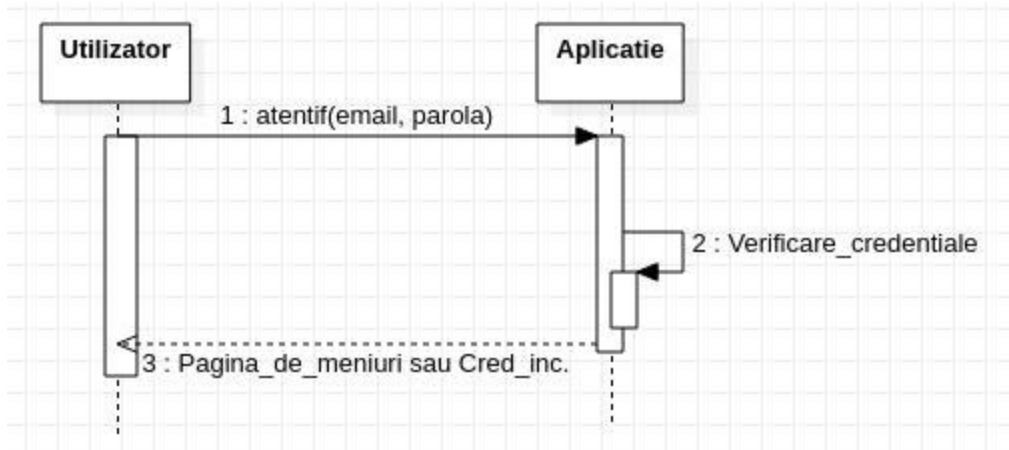 Utilizator
Aplicatie
1 : atentif(email, parola)
2 : Verificare_credentiale
3 : Pagina_de_meniuri sau Cred_inc.